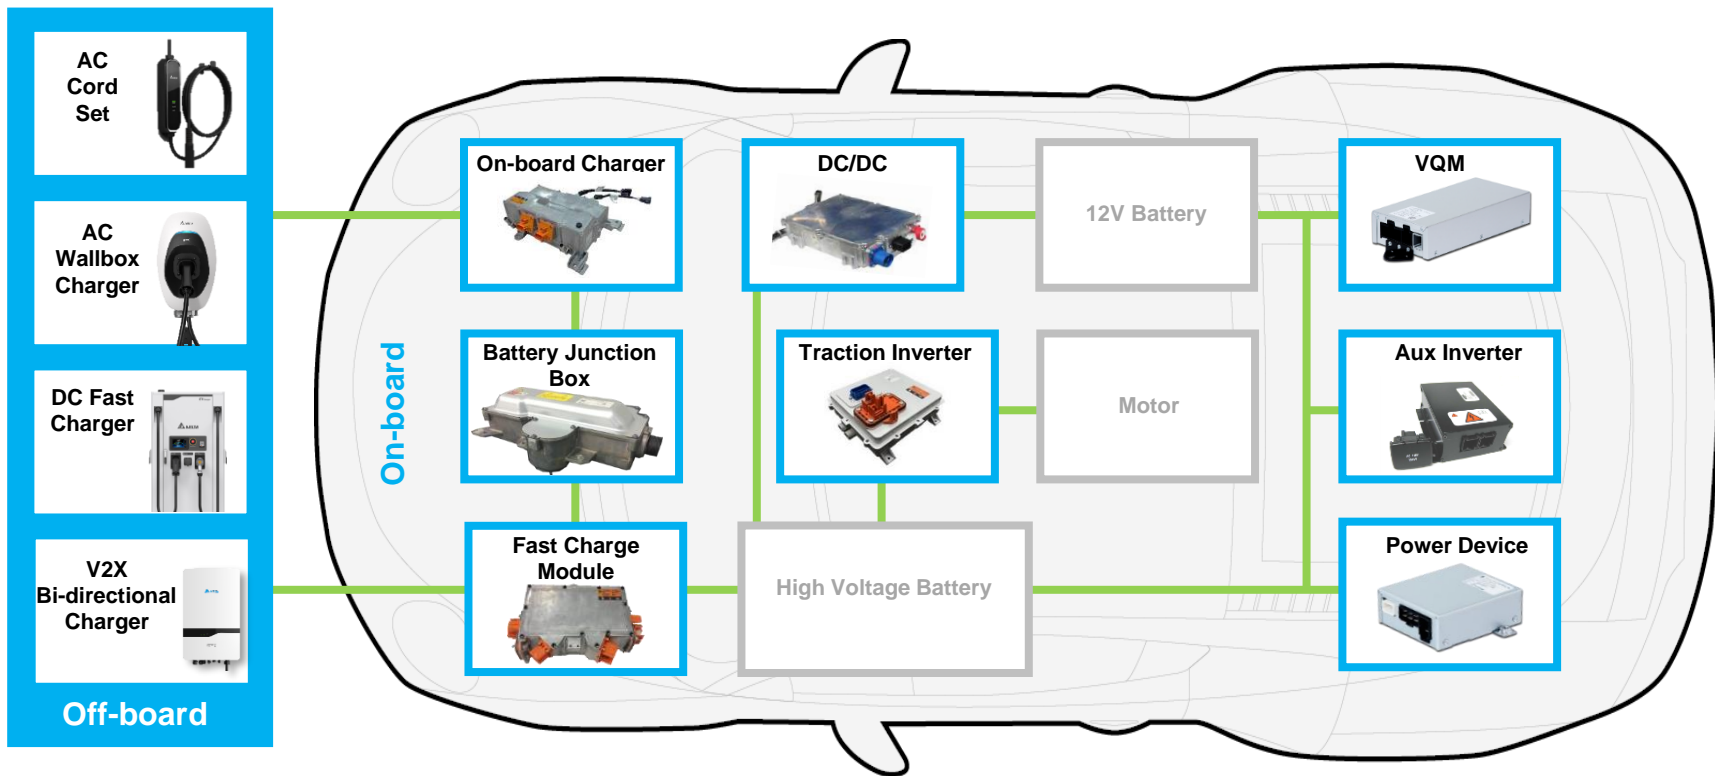 AC
Cord
Set
AC
Wallbox
Charger
DC Fast
Charger
V2X
Bi-directional
Charger
Off-board
On-board
On-board Charger
DC/DC
12V Battery
VQM
Battery Junction
Box
Traction Inverter
Motor
Aux Inverter
Fast Charge
Module
High Voltage Battery
Power Device